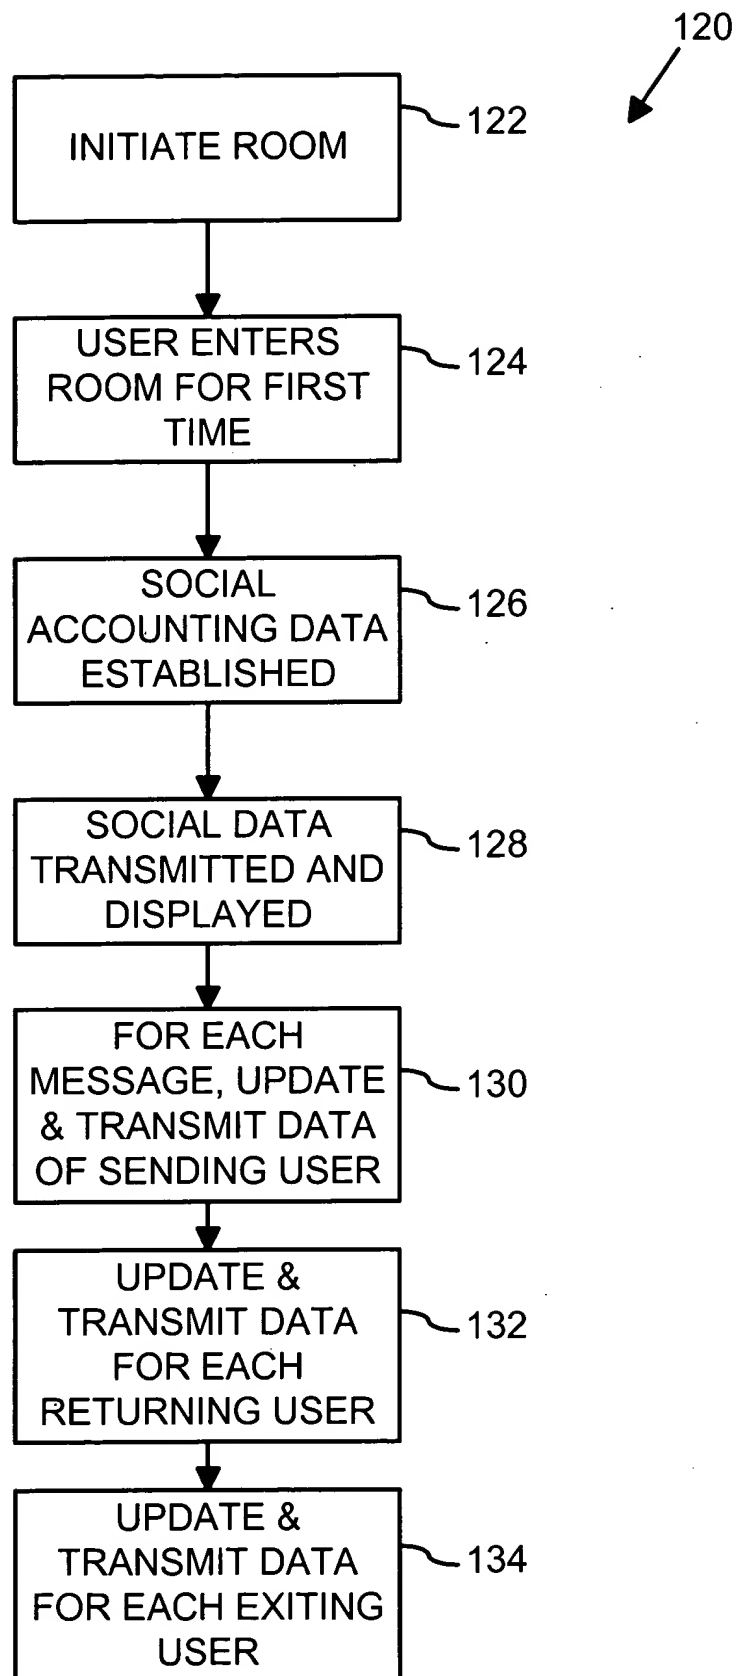 120
INITIATE ROOM
122
USER ENTERS
ROOM FOR FIRST
TIME
124
SOCIAL
ACCOUNTING DATA
ESTABLISHED
126
SOCIAL DATA
TRANSMITTED AND
DISPLAYED
128
FOR EACH
MESSAGE, UPDATE
& TRANSMIT DATA
OF SENDING USER
130
UPDATE &
TRANSMIT DATA
FOR EACH
RETURNING USER
132
UPDATE &
TRANSMIT DATA
FOR EACH EXITING
USER
134